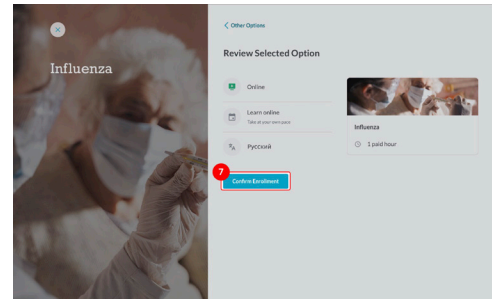 Influenza
Other Options
Review Selected Option
Online
Learn online
Take at your own pace
Русский
7
Confirm Enrollment
Influenza
1 paid hour